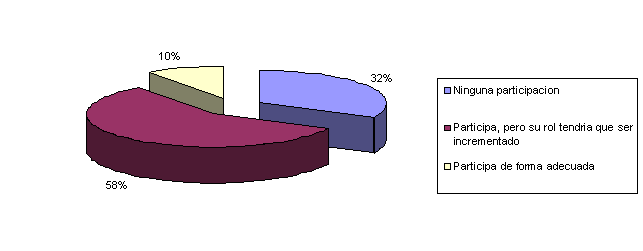 10%
32%
58%
Ninguna participacion
Participa, pero su rol tendria que ser
incrementado
Participa de forma adecuada